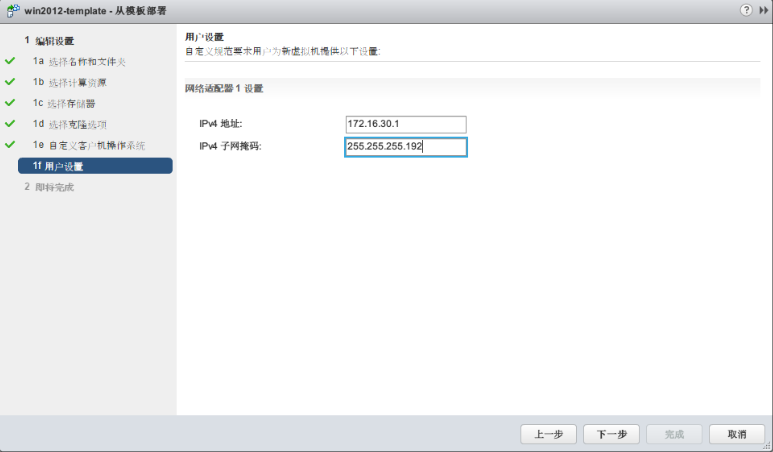 win2012-template - 从模板部署
1 编辑设置
1a 选择名称和文件夹
1b 选择计算资源
1c 选择存储器
1d 选择克隆选项
1e 自定义客户机操作系统
1f 用户设置
2 即将完成
用户设置
自定义规范要求用户为新虚拟机提供以下设置:
网络适配器 1 设置
IPv4 地址: 172.16.30.1
IPv4 子网掩码: 255.255.255.192
上一步 下一步 完成 取消